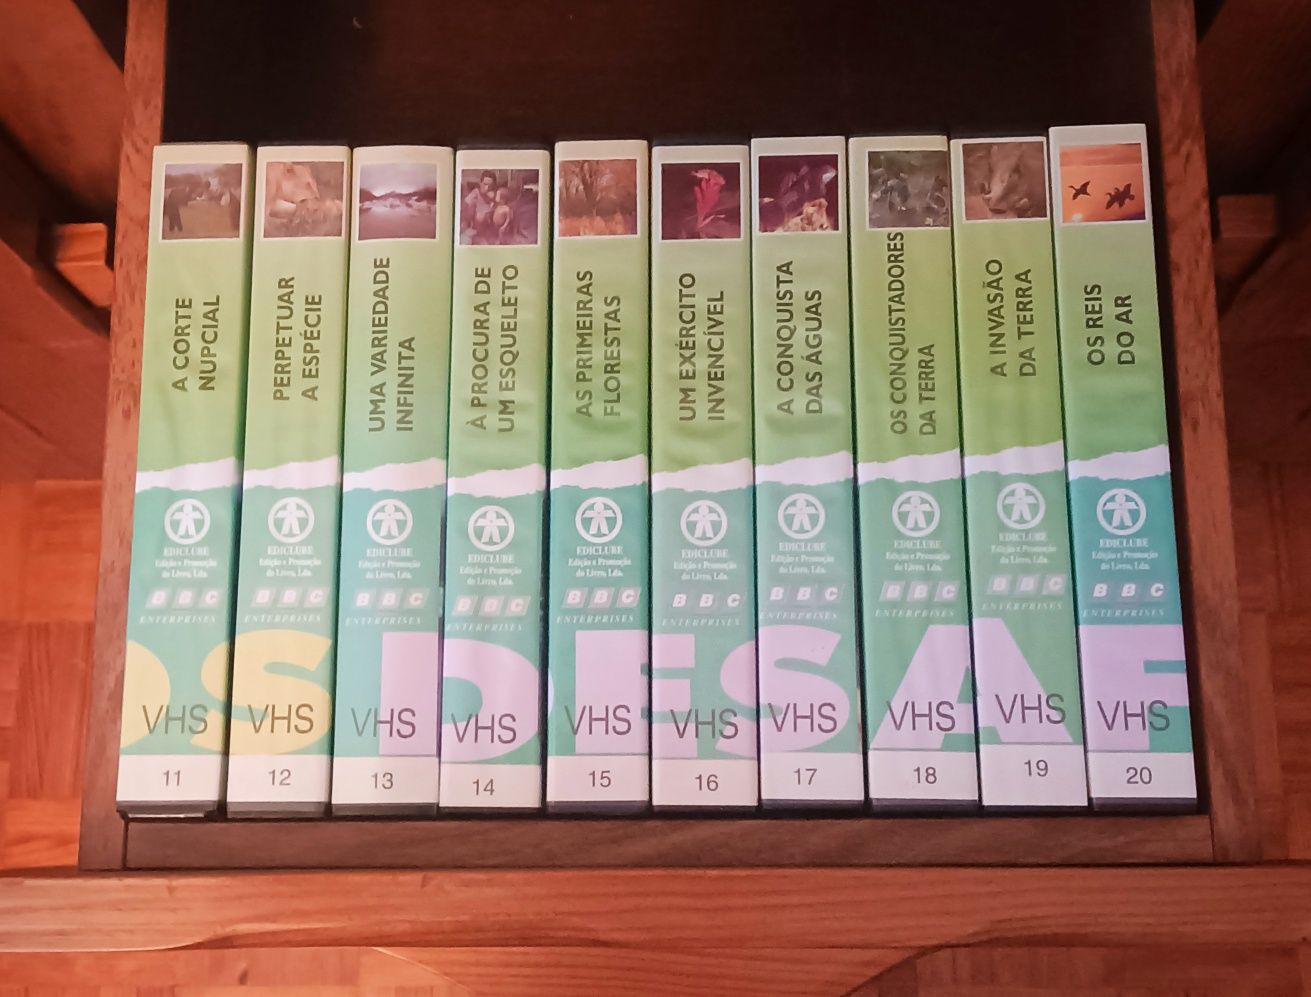 A CORTE
NUPCIAL
EDICLUBE
Edição e Promoção
do Livro, Lda.
BBC
ENTERPRISES
VHS
11
PERPETUAR
A ESPÉCIE
EDICLUBE
Edição e Promoção
do Livro, Lda.
BBC
ENTERPRISES
VHS
12
UMA VARIEDADE
INFINITA
EDICLUBE
Edição e Promoção
do Livro, Lda.
BBC
ENTERPRISES
VHS
13
À PROCURA DE
UM ESQUELETO
EDICLUBE
Edição e Promoção
do Livro, Lda.
BBC
ENTERPRISES
VHS
14
AS PRIMEIRAS
FLORESTAS
EDICLUBE
Edição e Promoção
do Livro, Lda.
BBC
ENTERPRISES
VHS
15
UM EXÉRCITO
INVENCÍVEL
EDICLUBE
Edição e Promoção
do Livro, Lda.
BBC
ENTERPRISES
VHS
16
A CONQUISTA
DAS ÁGUAS
EDICLUBE
Edição e Promoção
do Livro, Lda.
BBC
ENTERPRISES
VHS
17
OS CONQUISTADORES
DA TERRA
EDICLUBE
Edição e Promoção
do Livro, Lda.
BBC
ENTERPRISES
VHS
18
A INVASÃO
DA TERRA
EDICLUBE
Edição e Promoção
do Livro, Lda.
BBC
ENTERPRISES
VHS
19
OS REIS
DO AR
EDICLUBE
Edição e Promoção
do Livro, Lda.
BBC
ENTERPRISES
VHS
20
OS DESAF